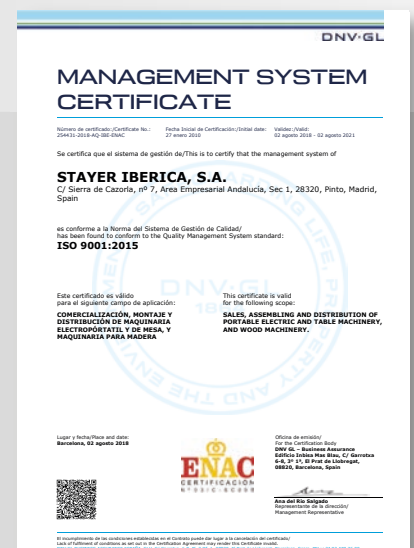 DNV·GL
MANAGEMENT SYSTEM
CERTIFICATE
Número de certificado:/Certificate No.:
254431-2018-AQ-IBE-ENAC
Fecha Inicial de Certificación:/Initial date:
27 enero 2010
Validez:/Valid:
02 agosto 2018 - 02 agosto 2021
Se certifica que el sistema de gestión de/This is to certify that the management system of
STAYER IBERICA, S.A.
C/ Sierra de Cazorla, nº 7, Area Empresarial Andalucía, Sec 1, 28320, Pinto, Madrid,
Spain
es conforme a la Norma del Sistema de Gestión de Calidad/
has been found to conform to the Quality Management System standard:
ISO 9001:2015
Este certificado es válido
para el siguiente campo de aplicación:
COMERCIALIZACIÓN, MONTAJE Y
DISTRIBUCIÓN DE MAQUINARIA
ELECTROPÓRTATIL Y DE MESA, Y
MAQUINARIA PARA MADERA
This certificate is valid
for the following scope:
SALES, ASSEMBLING AND DISTRIBUTION OF
PORTABLE ELECTRIC AND TABLE MACHINERY,
AND WOOD MACHINERY.
DNV·GL
Lugar y fecha/Place and date:
Barcelona, 02 agosto 2018
ENAC
CERTIFICACIÓN
Oficina de emisión/
For the Certification Body
DNV GL – Business Assurance
Edificio Inbisa Mas Blau, C/ Garrotxa
6-8, 2º 1ª, El Prat de Llobregat,
08820, Barcelona, Spain
Ana del Río Salgado
Representante de la dirección/
Management Representative
El incumplimiento de las condiciones establecidas en el Contrato puede dar lugar a la cancelación del certificado/
Lack of fulfilment of conditions as set out in the Certification Agreement may render this Certificate invalid.